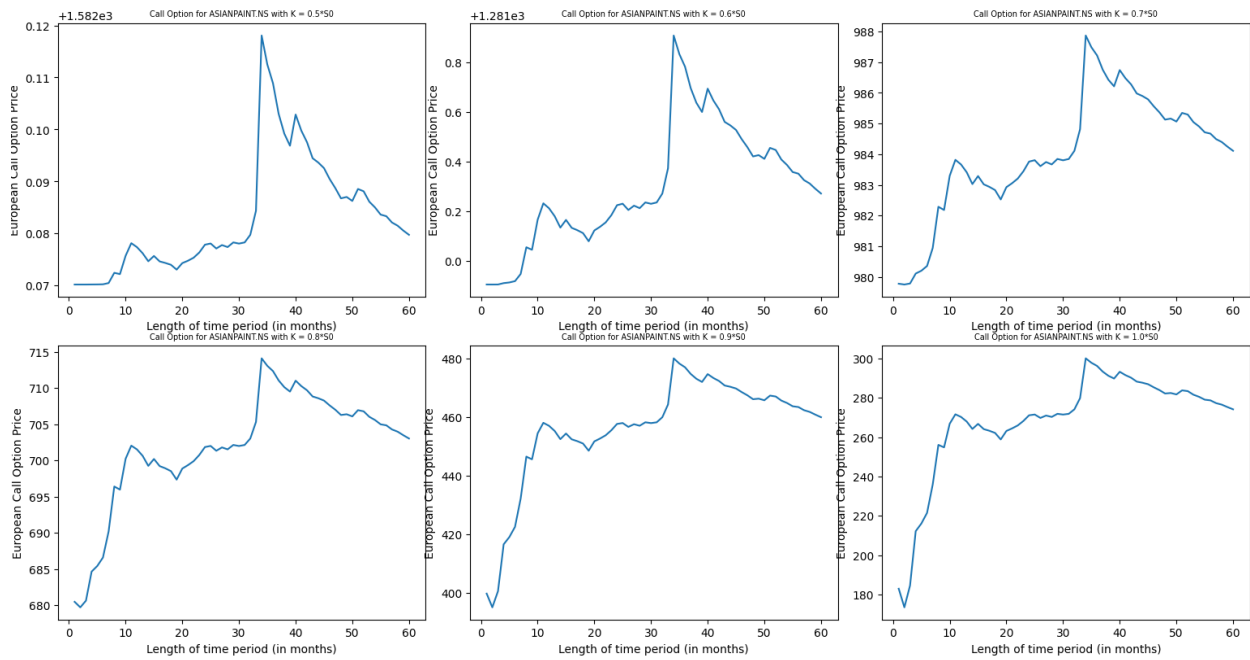 +1.582e3
Call Option for ASIANPAINT.NS with K = 0.5*S0
0.12
0.11
0.10
0.09
0.08
0.07
European Call Option Price
0 10 20 30 40 50 60
Length of time period (in months)
+1.281e3
Call Option for ASIANPAINT.NS with K = 0.6*S0
0.8
0.6
0.4
0.2
0.0
European Call Option Price
0 10 20 30 40 50 60
Length of time period (in months)
Call Option for ASIANPAINT.NS with K = 0.7*S0
988
987
986
985
984
983
982
981
980
European Call Option Price
0 10 20 30 40 50 60
Length of time period (in months)
Call Option for ASIANPAINT.NS with K = 0.8*S0
715
710
705
700
695
690
685
680
European Call Option Price
0 10 20 30 40 50 60
Length of time period (in months)
Call Option for ASIANPAINT.NS with K = 0.9*S0
480
460
440
420
400
European Call Option Price
0 10 20 30 40 50 60
Length of time period (in months)
Call Option for ASIANPAINT.NS with K = 1.0*S0
300
280
260
240
220
200
180
European Call Option Price
0 10 20 30 40 50 60
Length of time period (in months)